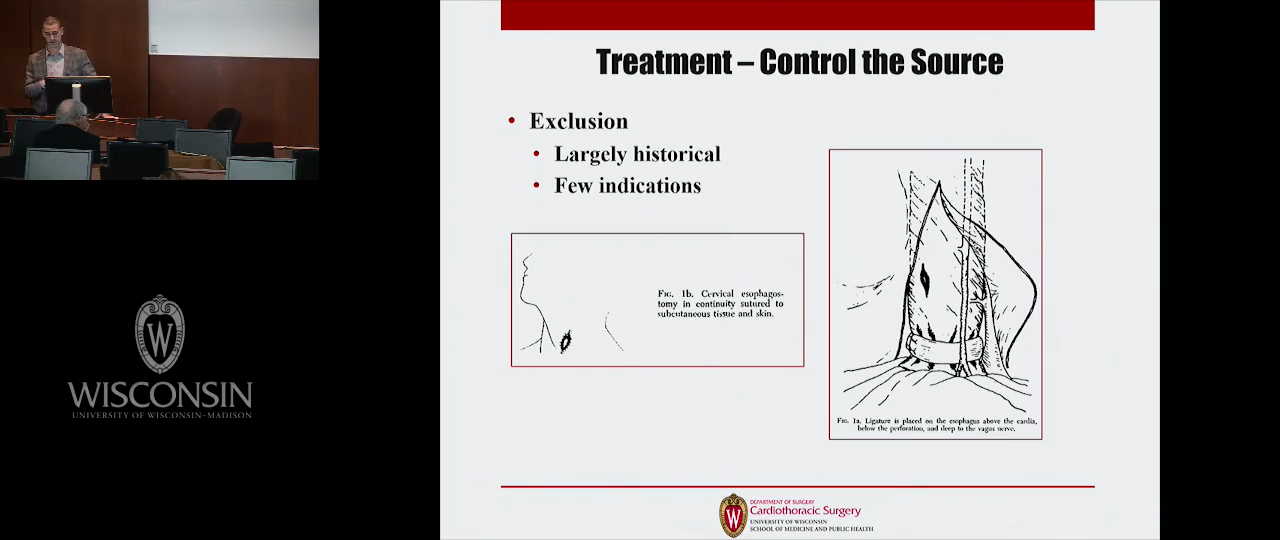 Treatment – Control the Source
• Exclusion
• Largely historical
• Few indications
FIG. 1b. Cervical esophagos-
tomy in continuity sutured to
subcutaneous tissue and skin.
FIG. 1a. Ligature is placed on the esophagus above the cardia,
below the perforation, and deep to the vagus nerve.
W
WISCONSIN
UNIVERSITY OF WISCONSIN–MADISON
W
DEPARTMENT OF SURGERY
Cardiothoracic Surgery
UNIVERSITY OF WISCONSIN
SCHOOL OF MEDICINE AND PUBLIC HEALTH